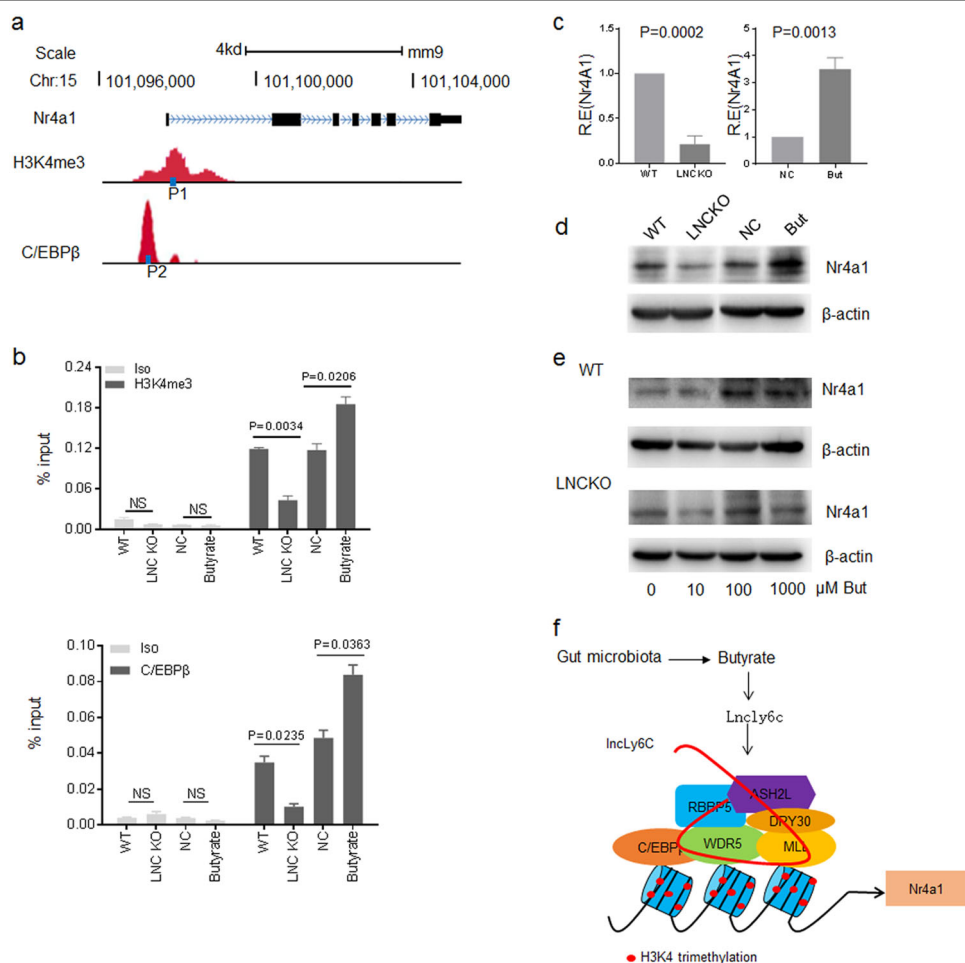 a
Scale 4kd mm9
Chr:15 101,096,000 101,100,000 101,104,000
Nr4a1
H3K4me3
P1
C/EBPβ
P2
b
0.24
0.18
0.12
0.06
0.00
% input
Iso
H3K4me3
NS
NS
P=0.0034
P=0.0206
WT
LNC KO
NC
Butyrate
WT
LNC KO
NC
Butyrate
0.10
0.08
0.06
0.04
0.02
0.00
% input
Iso
C/EBPβ
NS
NS
P=0.0235
P=0.0363
WT
LNC KO
NC
Butyrate
WT
LNC KO
NC
Butyrate
c
R.E(Nr4A1)
1.5
1.0
0.5
0.0
P=0.0002
WT LNCKO
R.E(Nr4A1)
5
4
3
2
1
0
P=0.0013
NC But
d
WT LNCKO NC But
Nr4a1
β-actin
e
WT
Nr4a1
β-actin
LNCKO
Nr4a1
β-actin
0 10 100 1000 μM But
f
Gut microbiota Butyrate
Lncly6c
lncLy6C
ASH2L
RBBP5
DPY30
C/EBPβ WDR5 MLL
Nr4a1
H3K4 trimethylation